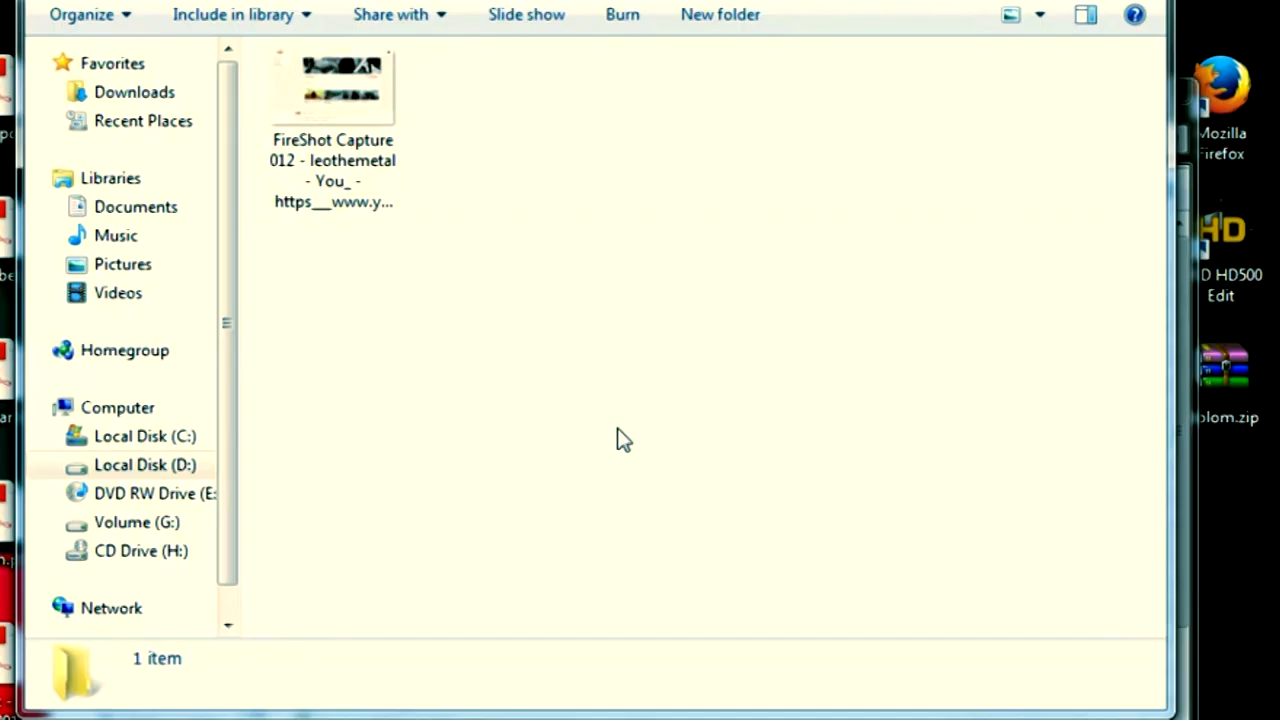 Organize Include in library Share with Slide show Burn New folder
Favorites
Downloads
Recent Places
Libraries
Documents
Music
Pictures
Videos
Homegroup
Computer
Local Disk (C:)
Local Disk (D:)
DVD RW Drive (E:
Volume (G:)
CD Drive (H:)
Network
FireShot Capture
012 - leothemetal
- You_ -
https__www.y...
1 item
Mozilla
Firefox
HD
D HD500
Edit
olom.zip